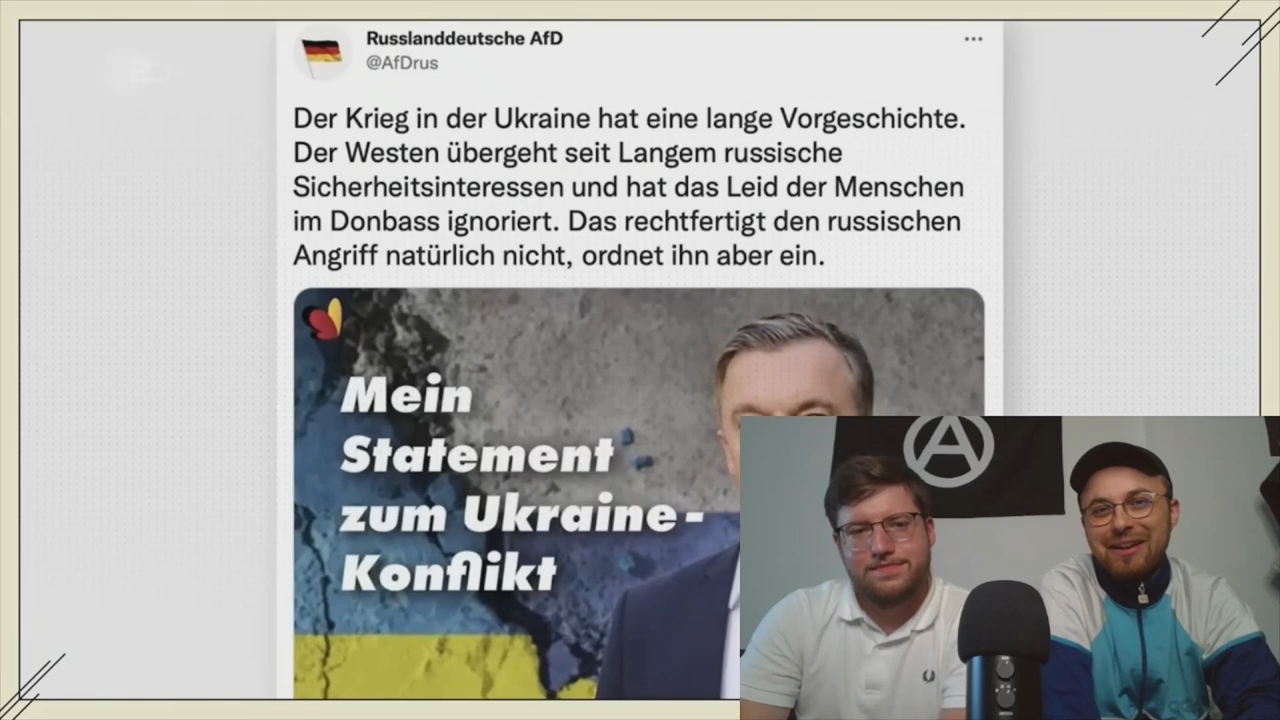 Russlanddeutsche AfD
@AfDrus
Der Krieg in der Ukraine hat eine lange Vorgeschichte.
Der Westen übergeht seit Langem russische
Sicherheitsinteressen und hat das Leid der Menschen
im Donbass ignoriert. Das rechtfertigt den russischen
Angriff natürlich nicht, ordnet ihn aber ein.
Mein
Statement
zum Ukraine-
Konflikt